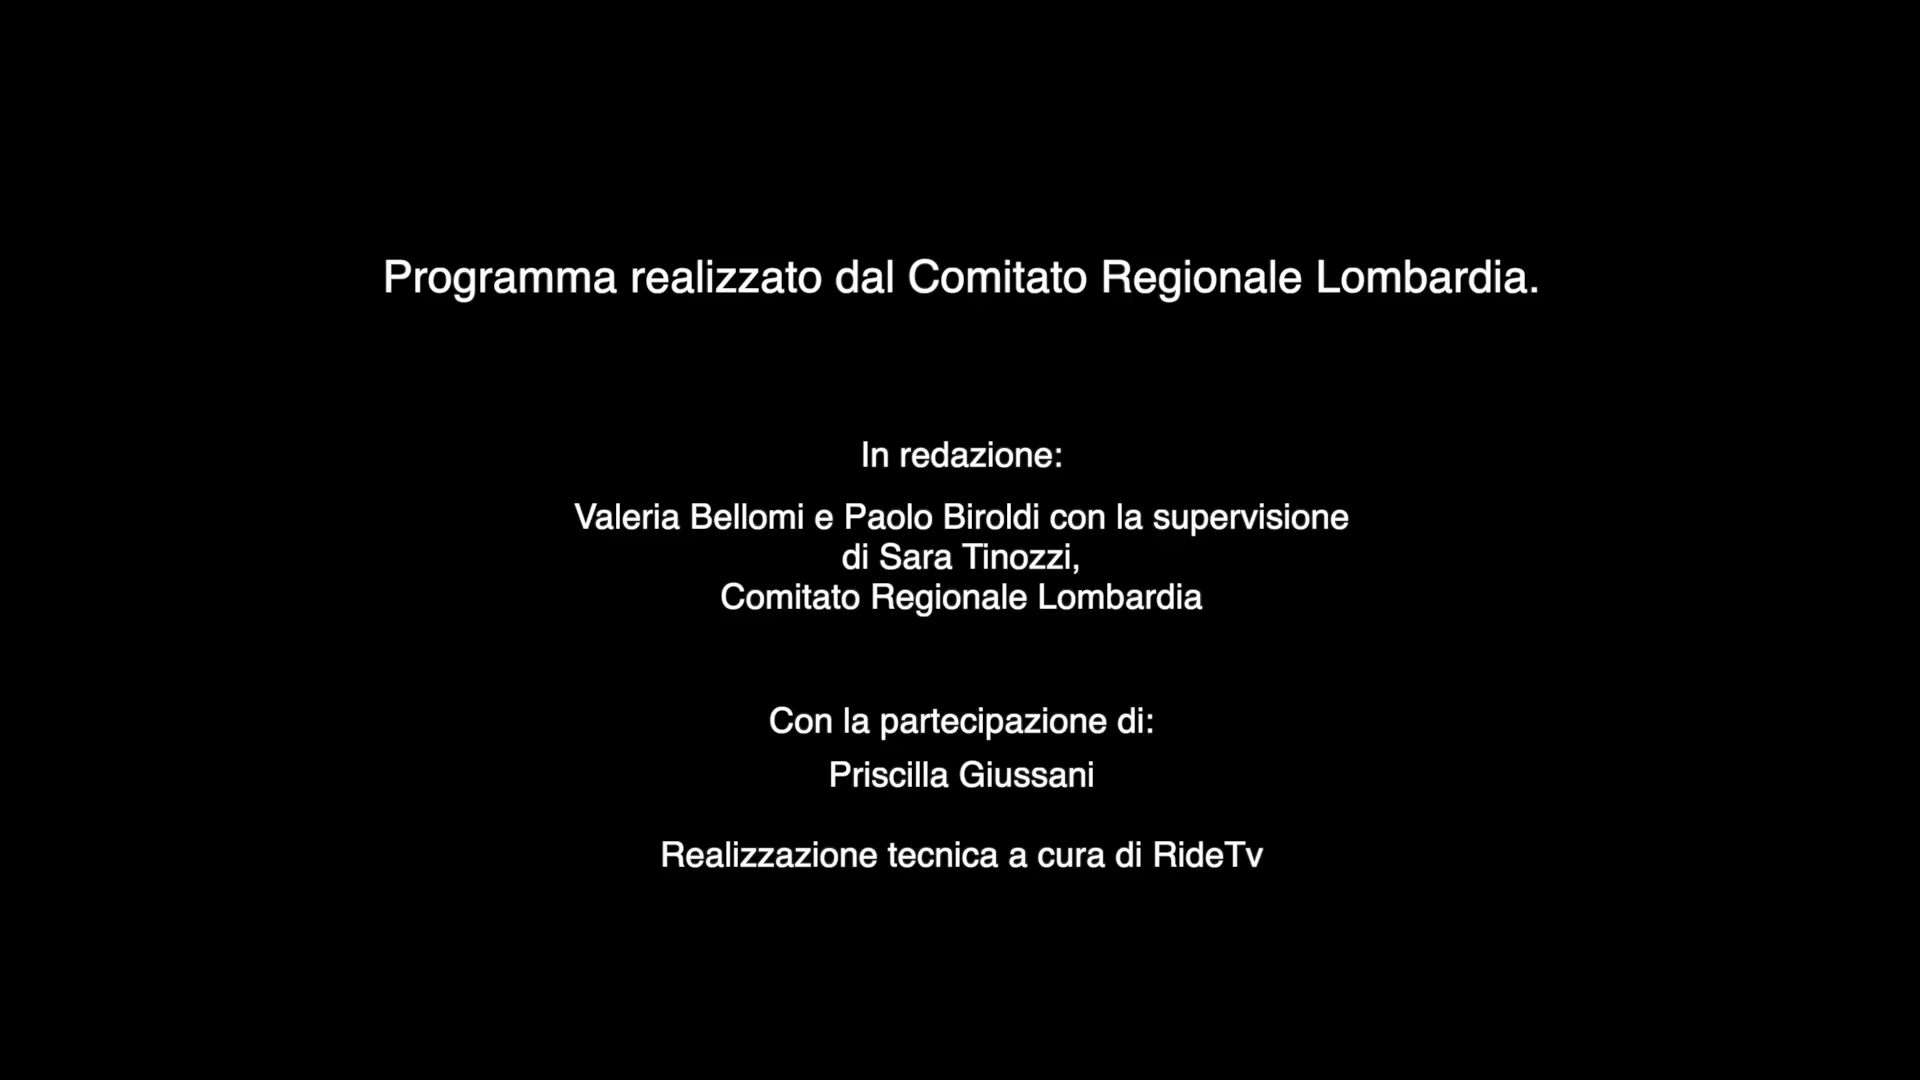 Programma realizzato dal Comitato Regionale Lombardia.
In redazione:
Valeria Bellomi e Paolo Biroldi con la supervisione
di Sara Tinozzi,
Comitato Regionale Lombardia
Con la partecipazione di:
Priscilla Giussani
Realizzazione tecnica a cura di RideTv